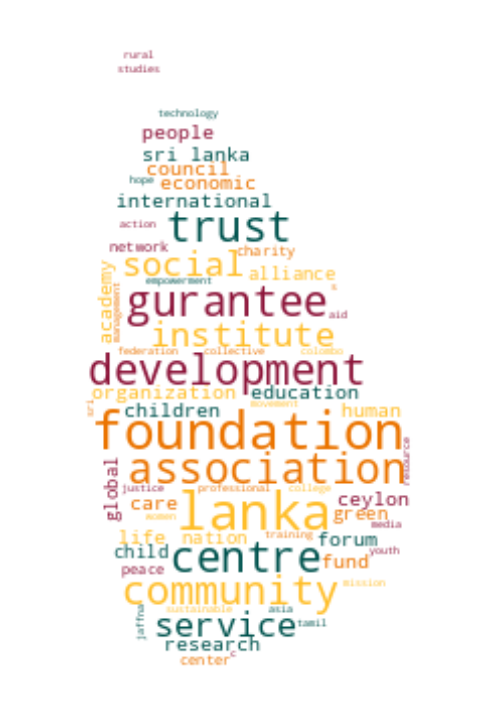 rural
studies
technology
people
sri lanka
council
hope economic
international
action trust
network charity
social alliance
academy empowerment
management s
gurantee aid
institute
federation collective colombo
development
organization education
sri children movement human
foundation
association resource
global justice professional college
care lanka ceylon
women green
media
life nation training forum
child centre fund youth
peace
community mission
sustainable asia
jaffna service tamil
research
center c